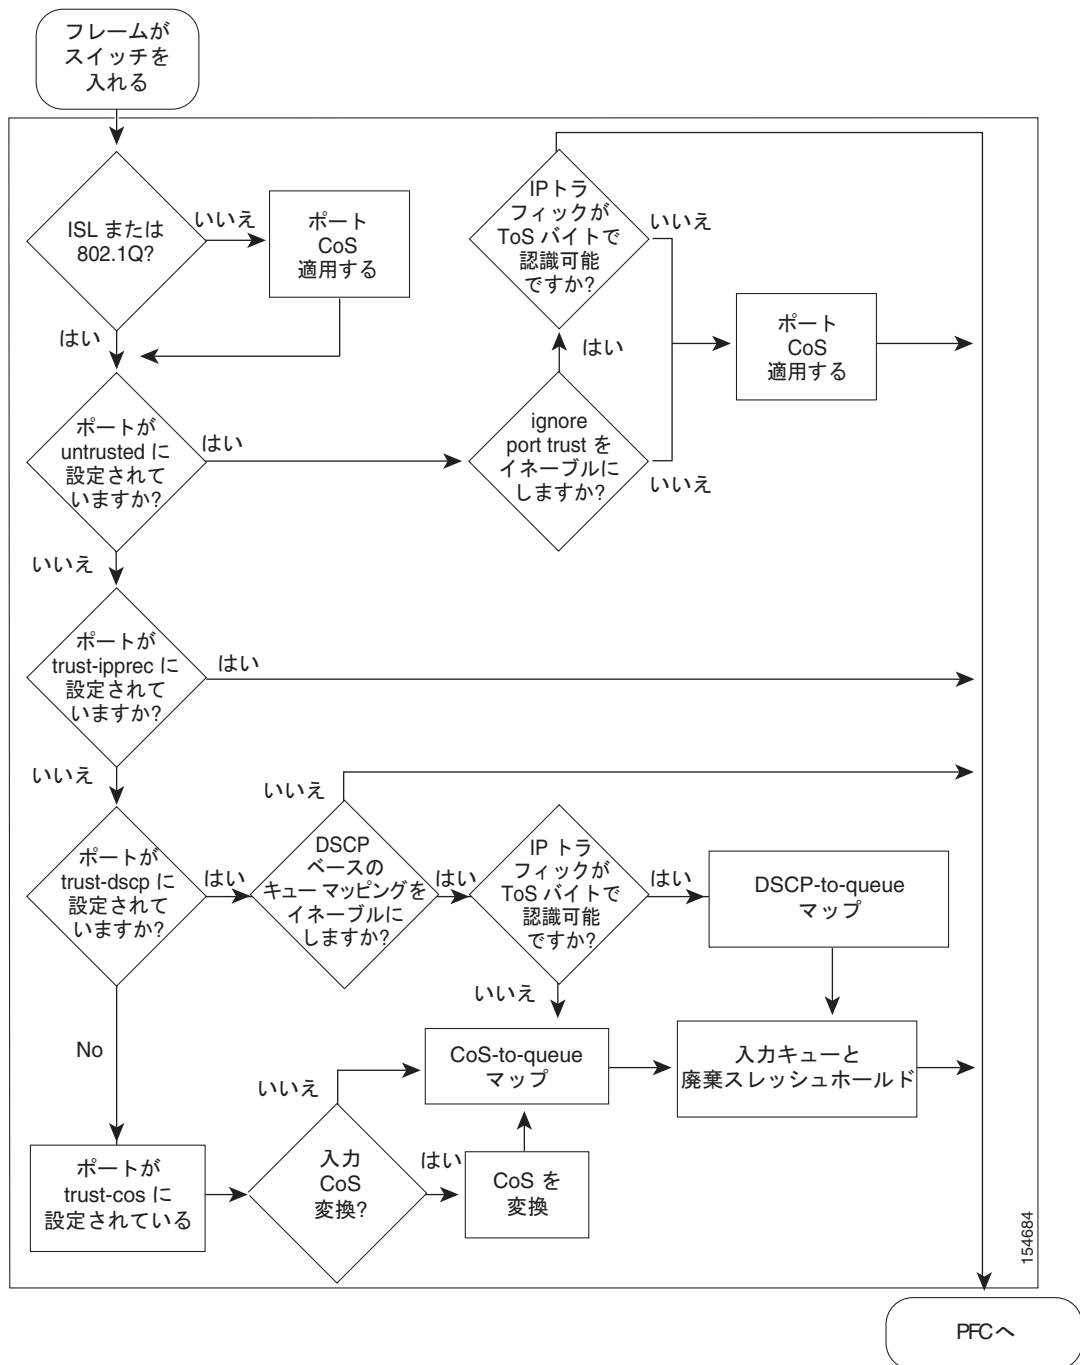 フレームが
スイッチを
入れる
ISL または
802.1Q?
いいえ
ポート
CoS
適用する
はい
IPトラ
フィックが
ToS バイトで
認識可能
ですか?
いいえ
はい
ポート
CoS
適用する
ポートが
untrusted に
設定されて
いますか?
はい
ignore
port trust を
イネーブルに
しますか?
いいえ
いいえ
ポートが
trust-ipprec に
設定されて
いますか?
はい
いいえ
ポートが
trust-dscp に
設定されて
いますか?
はい
いいえ
DSCP
ベースの
キュー マッピングを
イネーブルに
しますか?
はい
IP トラ
フィックが
ToS バイトで
認識可能
ですか?
はい
DSCP-to-queue
マップ
いいえ
No
CoS-to-queue
マップ
入力キューと
廃棄スレッシュホールド
いいえ
ポートが
trust-cos に
設定されている
入力
CoS
変換?
はい
CoS を
変換
154684
PFCへ